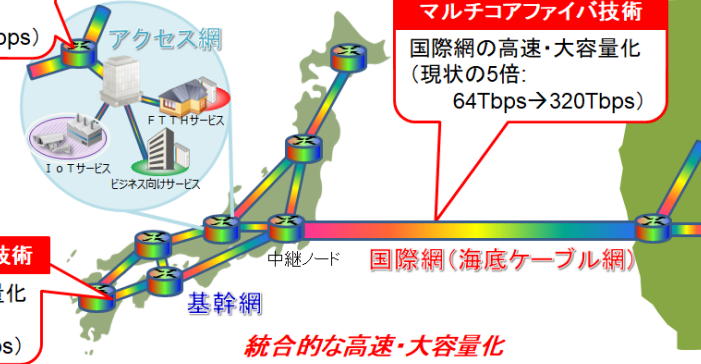 マルチコアファイバ技術
国際網の高速・大容量化
(現状の5倍:
64Tbps→320Tbps)
bps)
アクセス網
FTTHサービス
IoTサービス
ビジネス向けサービス
中継ノード
国際網(海底ケーブル網)
技術
量化
s)
基幹網
統合的な高速・大容量化